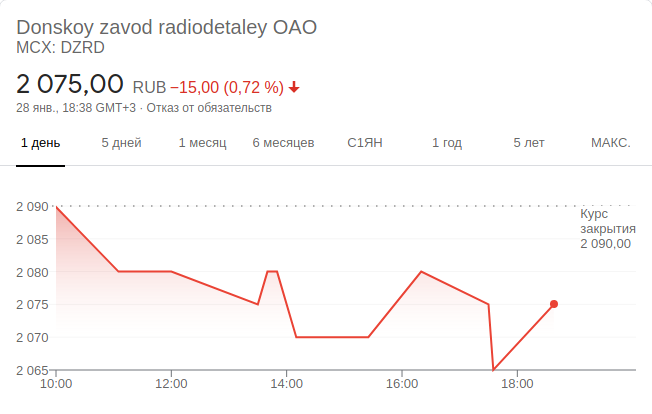 Donskoy zavod radiodetaley OAO
MCX: DZRD
2 075,00 RUB −15,00 (0,72 %)
28 янв., 18:38 GMT+3 · Отказ от обязательств
1 день 5 дней 1 месяц 6 месяцев С1ЯН 1 год 5 лет МАКС.
2 090
Курс
закрытия
2 090,00
2 085
2 080
2 075
2 070
2 065
10:00 12:00 14:00 16:00 18:00